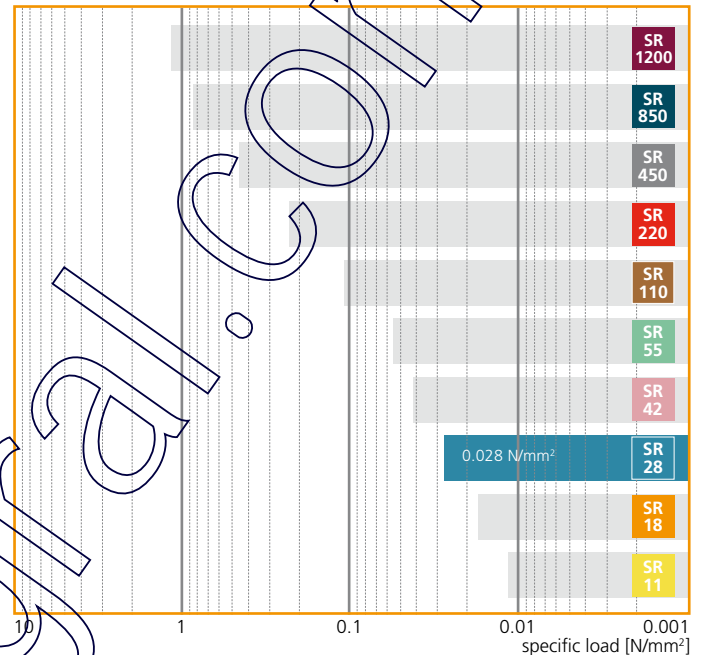 SR
1200
SR
850
SR
450
SR
220
SR
110
SR
55
SR
42
0.028 N/mm²
SR
28
SR
18
SR
11
10 1 0.1 0.01 0.001
specific load [N/mm²]